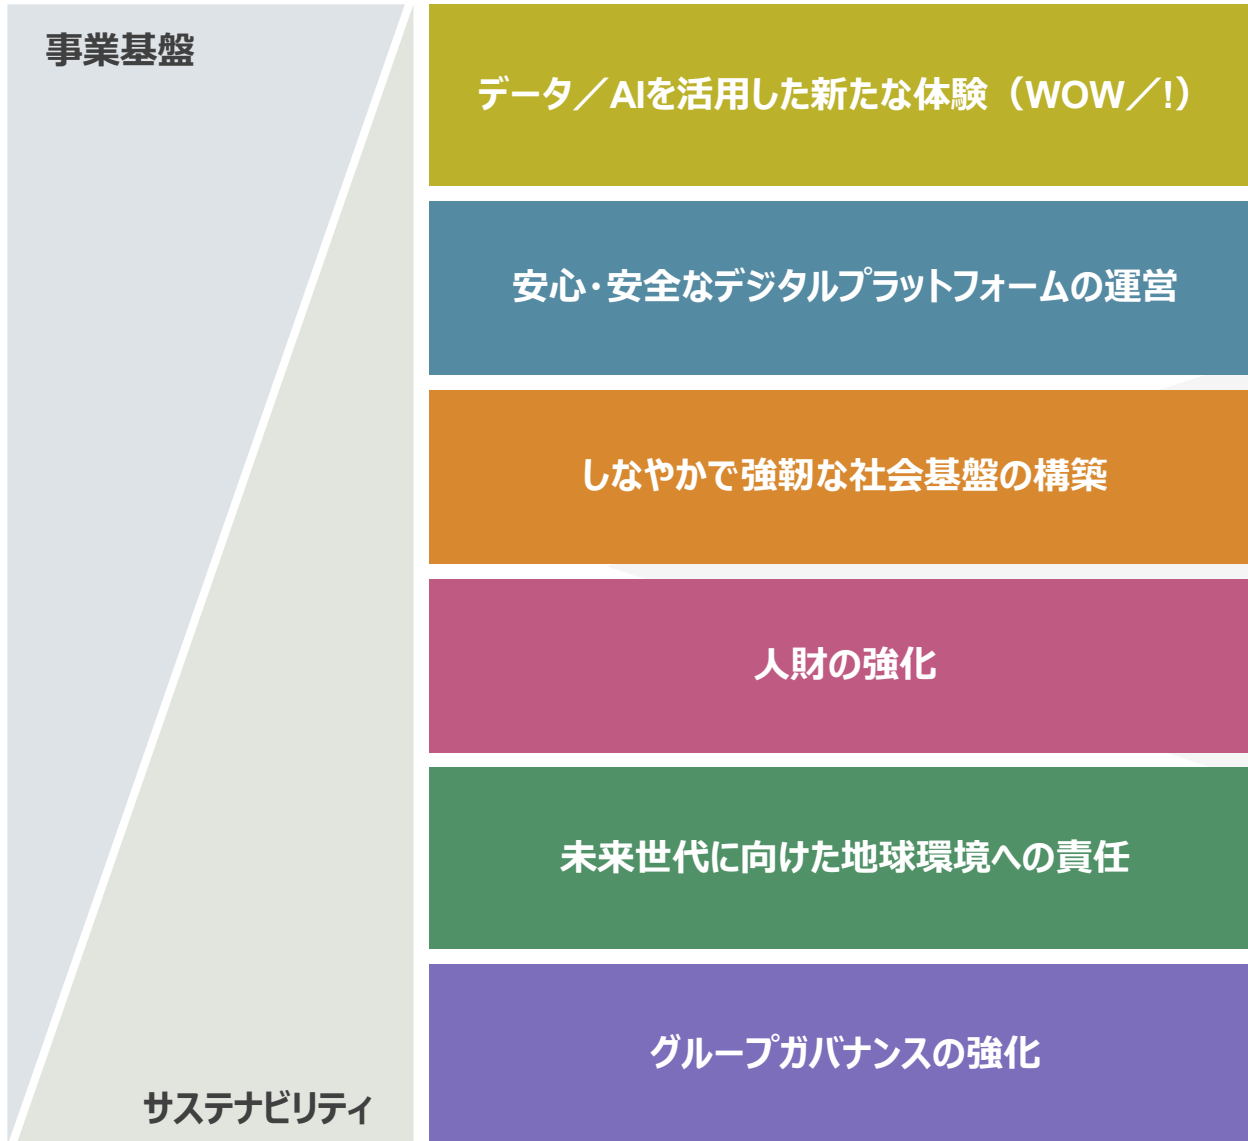 事業基盤
データ／AIを活用した新たな体験（WOW／!）
安心・安全なデジタルプラットフォームの運営
しなやかで強靭な社会基盤の構築
人財の強化
未来世代に向けた地球環境への責任
グループガバナンスの強化
サステナビリティ